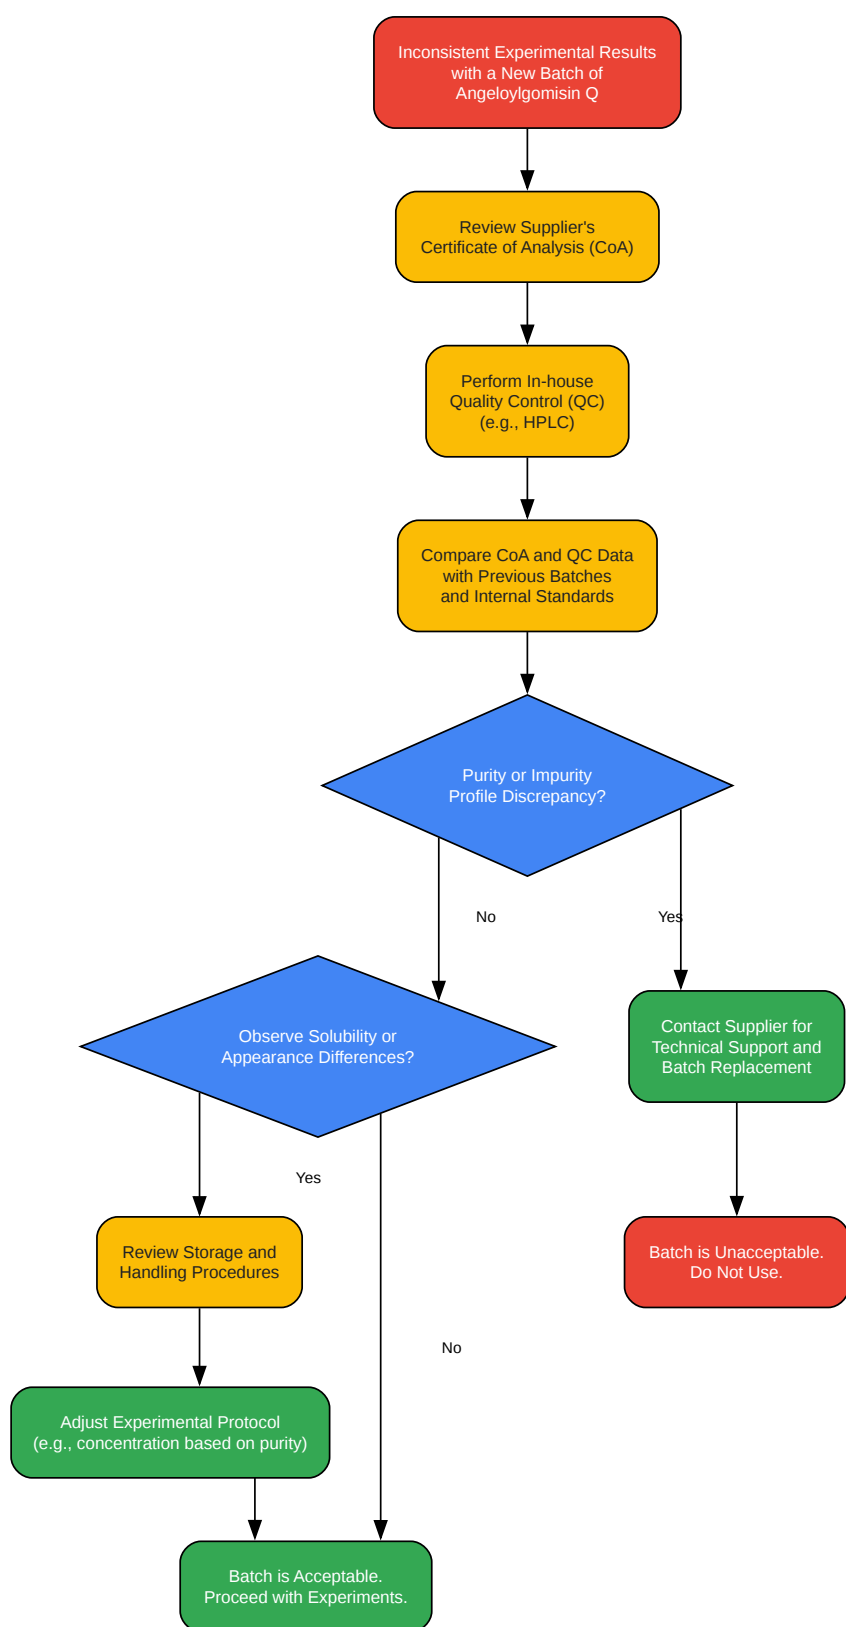 Inconsistent Experimental Results
with a New Batch of
Angeloylgomisin Q
Review Supplier's
Certificate of Analysis (CoA)
Perform In-house
Quality Control (QC)
(e.g., HPLC)
Compare CoA and QC Data
with Previous Batches
and Internal Standards
Purity or Impurity
Profile Discrepancy?
No
Yes
Observe Solubility or
Appearance Differences?
Contact Supplier for
Technical Support and
Batch Replacement
Yes
Review Storage and
Handling Procedures
Batch is Unacceptable.
Do Not Use.
No
Adjust Experimental Protocol
(e.g., concentration based on purity)
Batch is Acceptable.
Proceed with Experiments.